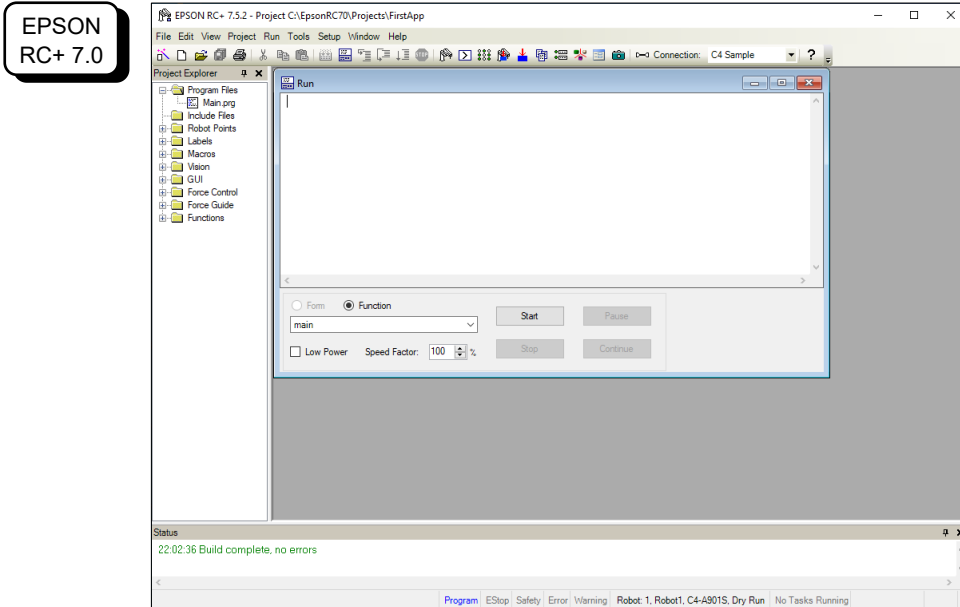 EPSON
RC+ 7.0
EPSON RC+ 7.5.2 - Project C:\EpsonRC70\Projects\FirstApp
File Edit View Project Run Tools Setup Window Help
Connection: C4 Sample
Project Explorer
Program Files
Main.prg
Include Files
Robot Points
Labels
Macros
Vision
GUI
Force Control
Force Guide
Functions
Run
Form Function
main
Start Pause
Low Power Speed Factor: 100 %
Stop Continue
Status
22:02:36 Build complete, no errors
Program EStop Safety Error Warning Robot: 1, Robot1, C4-A901S, Dry Run No Tasks Running